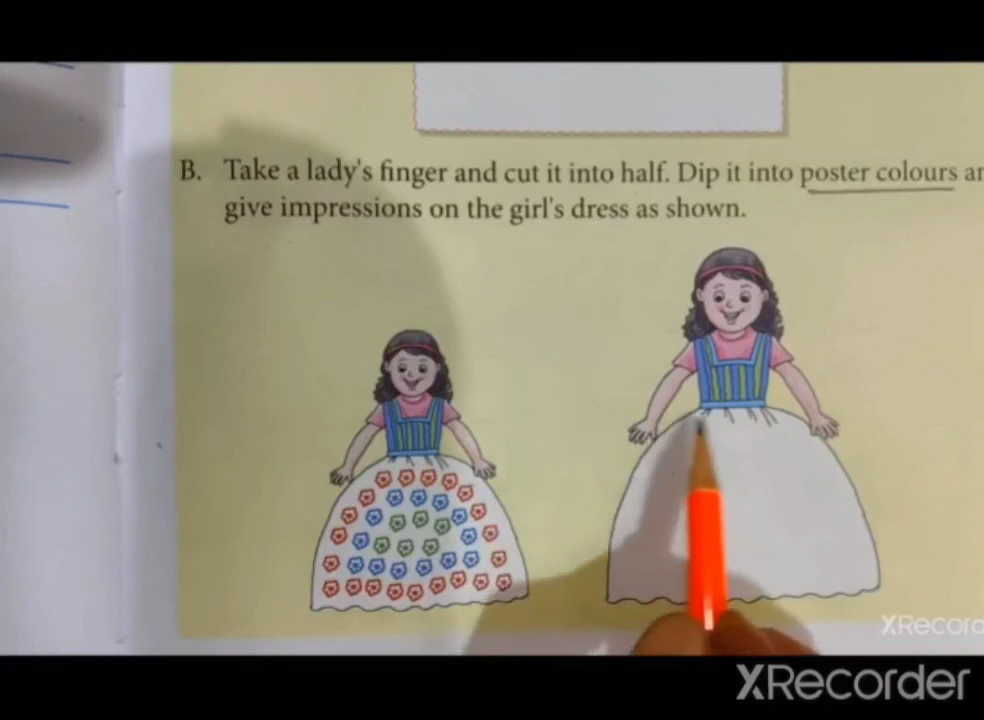 B. Take a lady's finger and cut it into half. Dip it into poster colours
give impressions on the girl's dress as shown.
XRecord
XRecorder